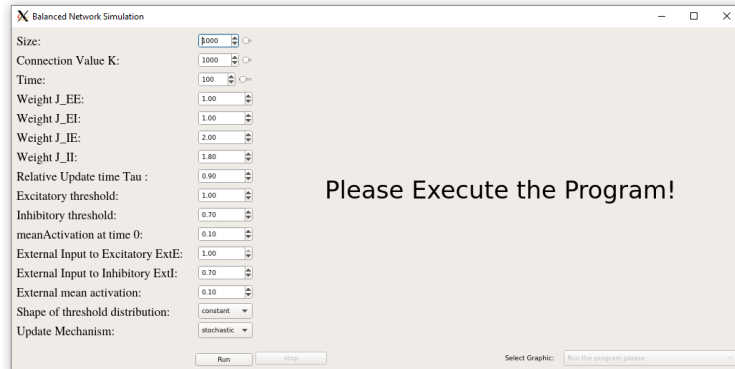 Balanced Network Simulation
Size: 1000
Connection Value K: 1000
Time: 100
Weight J_EE: 1.00
Weight J_EI: 1.00
Weight J_IE: 2.00
Weight J_II: 1.80
Relative Update time Tau : 0.90
Please Execute the Program!
Excitatory threshold: 1.00
Inhibitory threshold: 0.70
meanActivation at time 0: 0.10
External Input to Excitatory ExtE: 1.00
External Input to Inhibitory ExtI: 0.70
External mean activation: 0.10
Shape of threshold distribution: constant
Update Mechanism: stochastic
Run stop Select Graphic: Run the program please